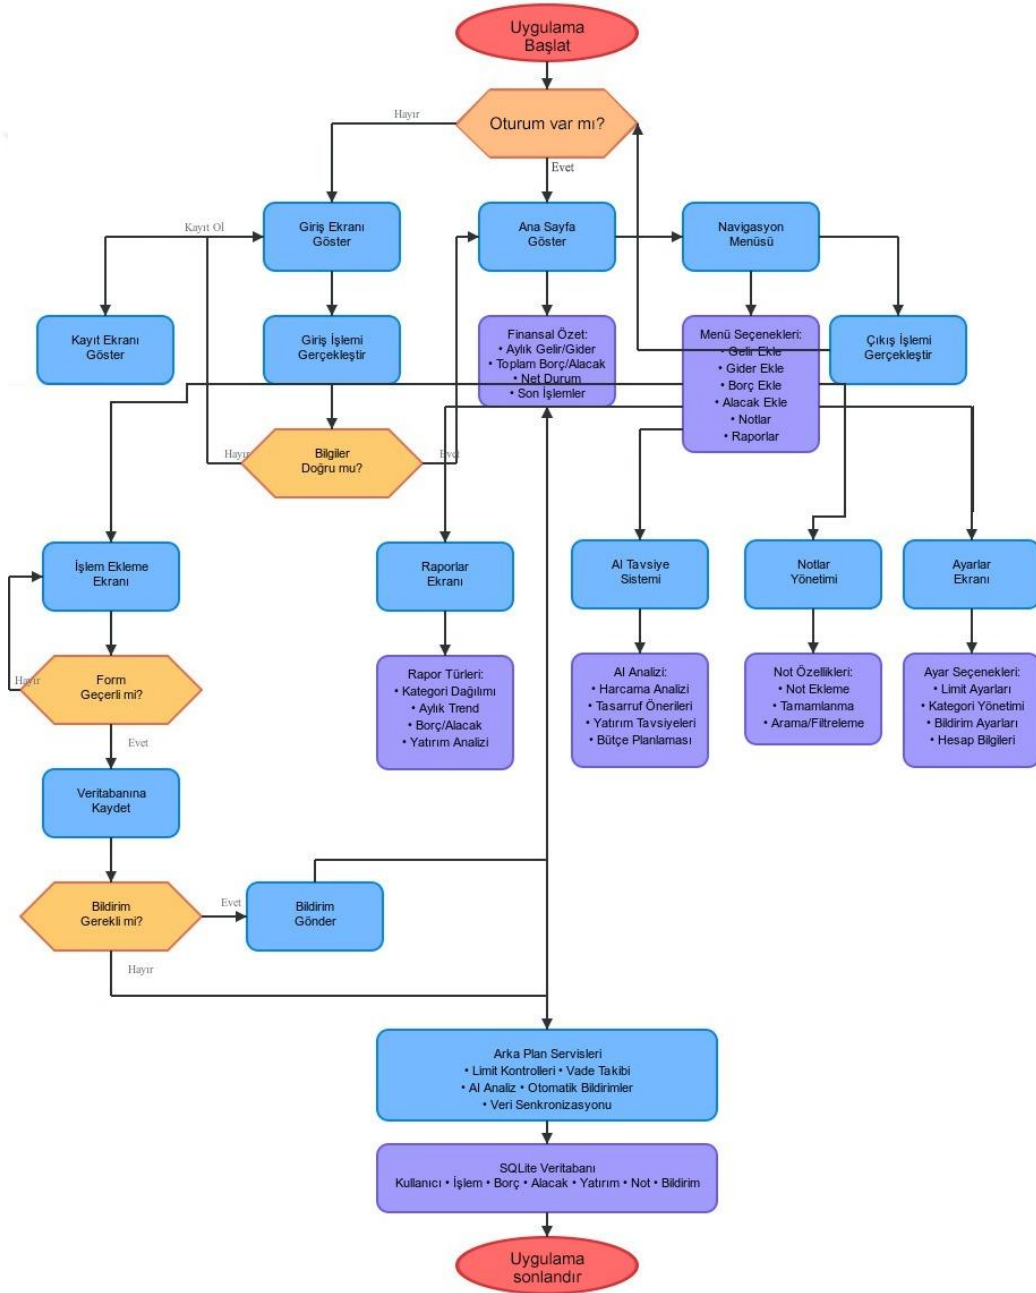 Uygulama
Başlat
Oturum var mı?
Hayır
Evet
Kayıt Ol
Giriş Ekranı
Göster
Ana Sayfa
Göster
Navigasyon
Menüsü
Kayıt Ekranı
Göster
Giriş İşlemi
Gerçekleştir
Finansal Özet:
• Aylık Gelir/Gider
• Toplam Borç/Alacak
• Net Durum
• Son İşlemler
Menü Seçenekleri:
• Gelir Ekle
• Gider Ekle
• Borç Ekle
• Alacak Ekle
• Notlar
• Raporlar
Çıkış İşlemi
Gerçekleştir
Hayır
Bilgiler
Doğru mu?
Evet
İşlem Ekleme
Ekranı
Raporlar
Ekranı
AI Tavsiye
Sistemi
Notlar
Yönetimi
Ayarlar
Ekranı
Hayır
Form
Geçerli mi?
Evet
Rapor Türleri:
• Kategori Dağılımı
• Aylık Trend
• Borç/Alacak
• Yatırım Analizi
AI Analizi:
• Harcama Analizi
• Tasarruf Önerileri
• Yatırım Tavsiyeleri
• Bütçe Planlaması
Not Özellikleri:
• Not Ekleme
• Tamamlanma
• Arama/Filtreleme
Ayar Seçenekleri:
• Limit Ayarları
• Kategori Yönetimi
• Bildirim Ayarları
• Hesap Bilgileri
Veritabanına
Kaydet
Bildirim
Gerekli mi?
Evet
Bildirim
Gönder
Hayır
Arka Plan Servisleri
• Limit Kontrolleri • Vade Takibi
• AI Analiz • Otomatik Bildirimler
• Veri Senkronizasyonu
SQLite Veritabanı
Kullanıcı • İşlem • Borç • Alacak • Yatırım • Not • Bildirim
Uygulama
sonlandır